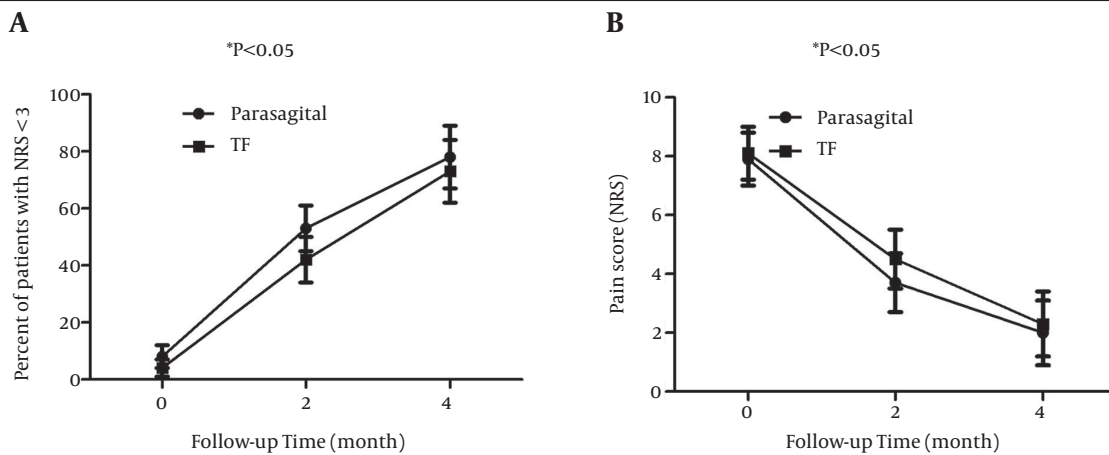 A
*P<0.05
Percent of patients with NRS < 3
100
80
60
40
20
0
Parasagital
TF
0 2 4
Follow-up Time (month)
B
*P<0.05
Pain score (NRS)
10
8
6
4
2
0
Parasagital
TF
0 2 4
Follow-up Time (month)